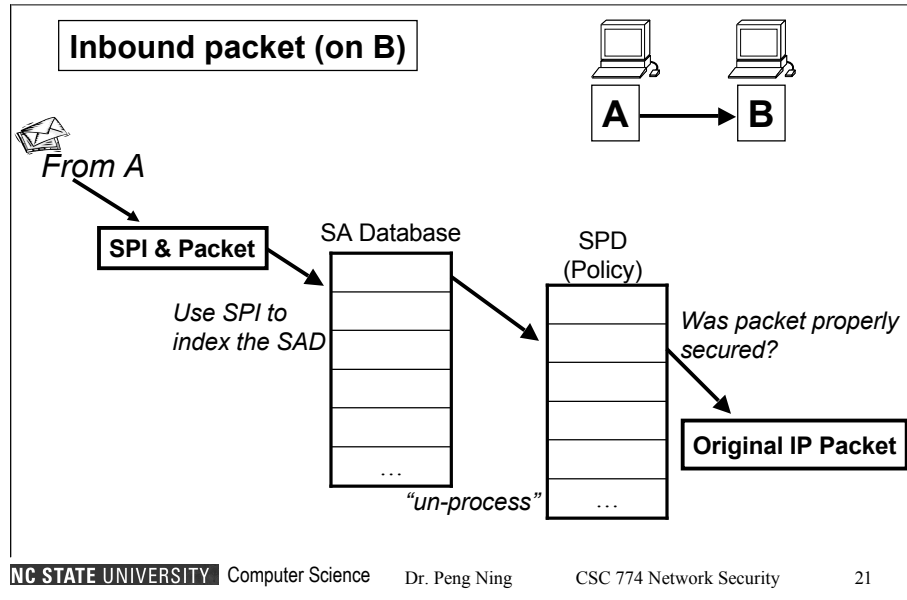 Inbound packet (on B)
A
B
From A
SPI & Packet
SA Database
SPD
(Policy)
Use SPI to
index the SAD
Was packet properly
secured?
Original IP Packet
...
"un-process"
...
NC STATE UNIVERSITY Computer Science Dr. Peng Ning CSC 774 Network Security 21